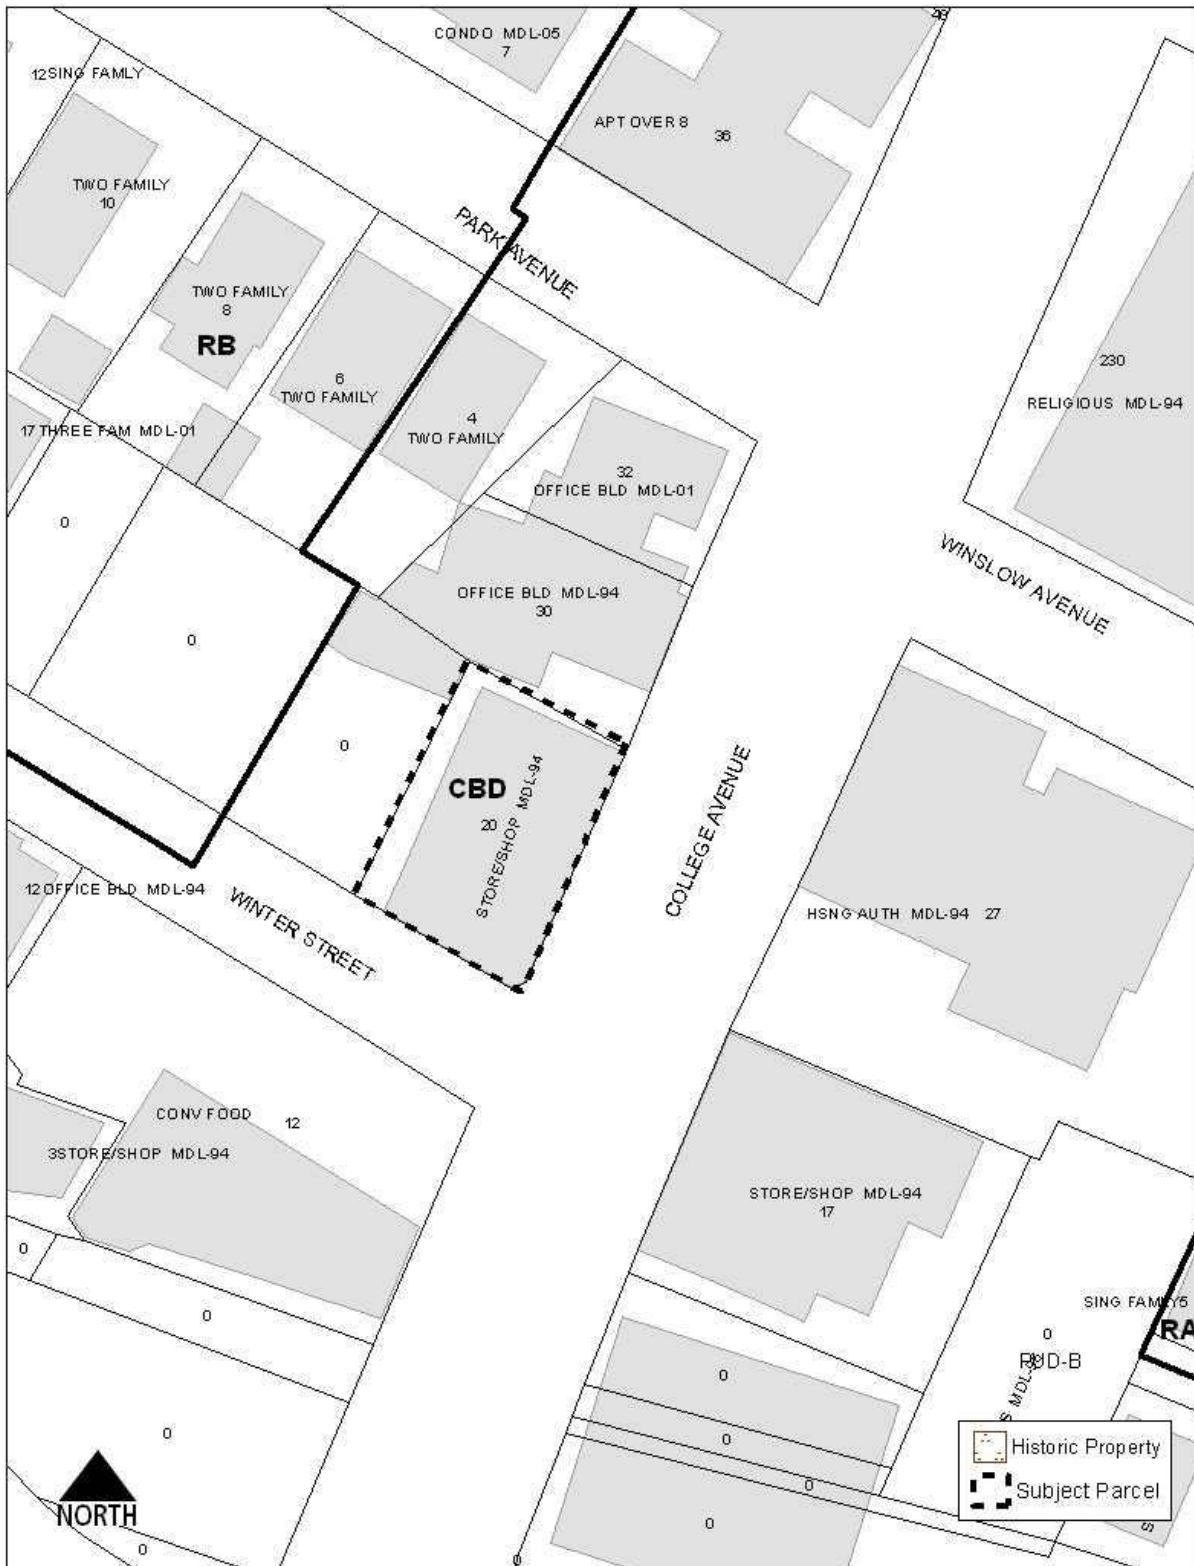 48
CONDO MDL-05
7
12SING FAMLY
APT OVER 8 36
TWO FAMILY
10
PARK AVENUE
TWO FAMILY
8
RB
6
TWO FAMILY
4
TWO FAMILY
230
RELIGIOUS MDL-94
17 THREE FAM MDL-01
32
OFFICE BLD MDL-01
0
WINSLOW AVENUE
OFFICE BLD MDL-94
30
0
0
CBD
20
STORE/SHOP MDL-94
COLLEGE AVENUE
12 OFFICE BLD MDL-94
WINTER STREET
HSNG AUTH MDL-94 27
CONV FOOD 12
3STORE/SHOP MDL-94
STORE/SHOP MDL-94
17
0
0
SING FAMLY5
RA
0
PUD-B
0
0
0
0
0
0
0
S
NORTH
Historic Property
Subject Parcel